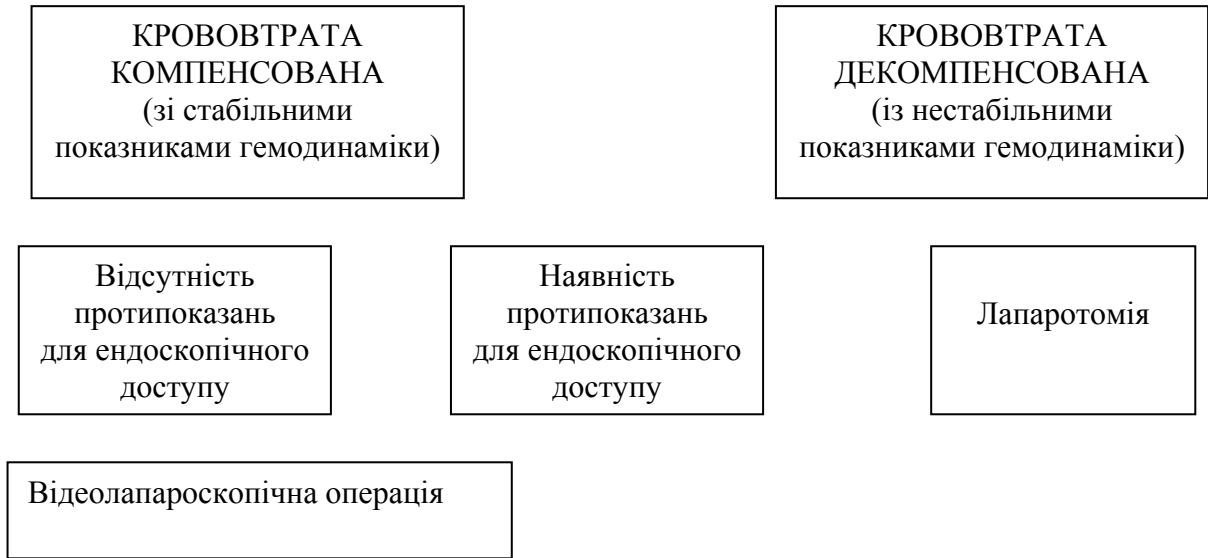 КРОВОВТРАТА
КОМПЕНСОВАНА
(зі стабільними
показниками гемодинаміки)
КРОВОВТРАТА
ДЕКОМПЕНСОВАНА
(із нестабільними
показниками гемодинаміки)
Відсутність
протипоказань
для ендоскопічного
доступу
Наявність
протипоказань
для ендоскопічного
доступу
Лапаротомія
Відеолапароскопічна операція